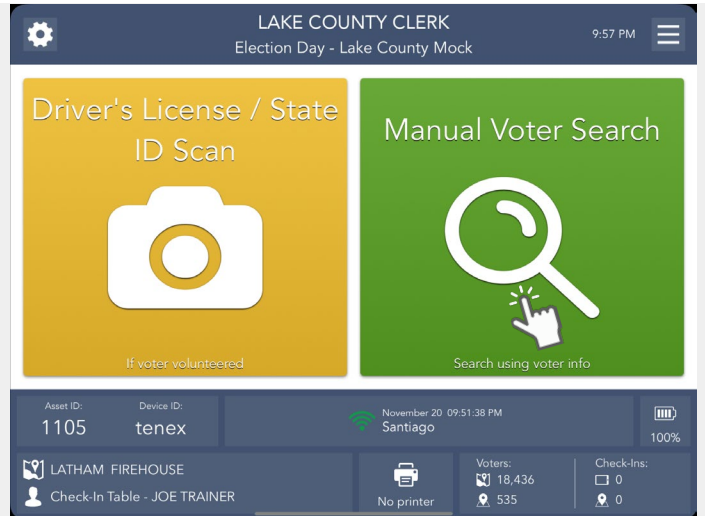 LAKE COUNTY CLERK
Election Day - Lake County Mock
9:57 PM
Driver's License / State
ID Scan
If voter volunteered
Manual Voter Search
Search using voter info
Asset ID:
1105
Device ID:
tenex
November 20 09:51:38 PM
Santiago
100%
LATHAM FIREHOUSE
Check-In Table - JOE TRAINER
No printer
Voters:
18,436
535
Check-Ins:
0
0